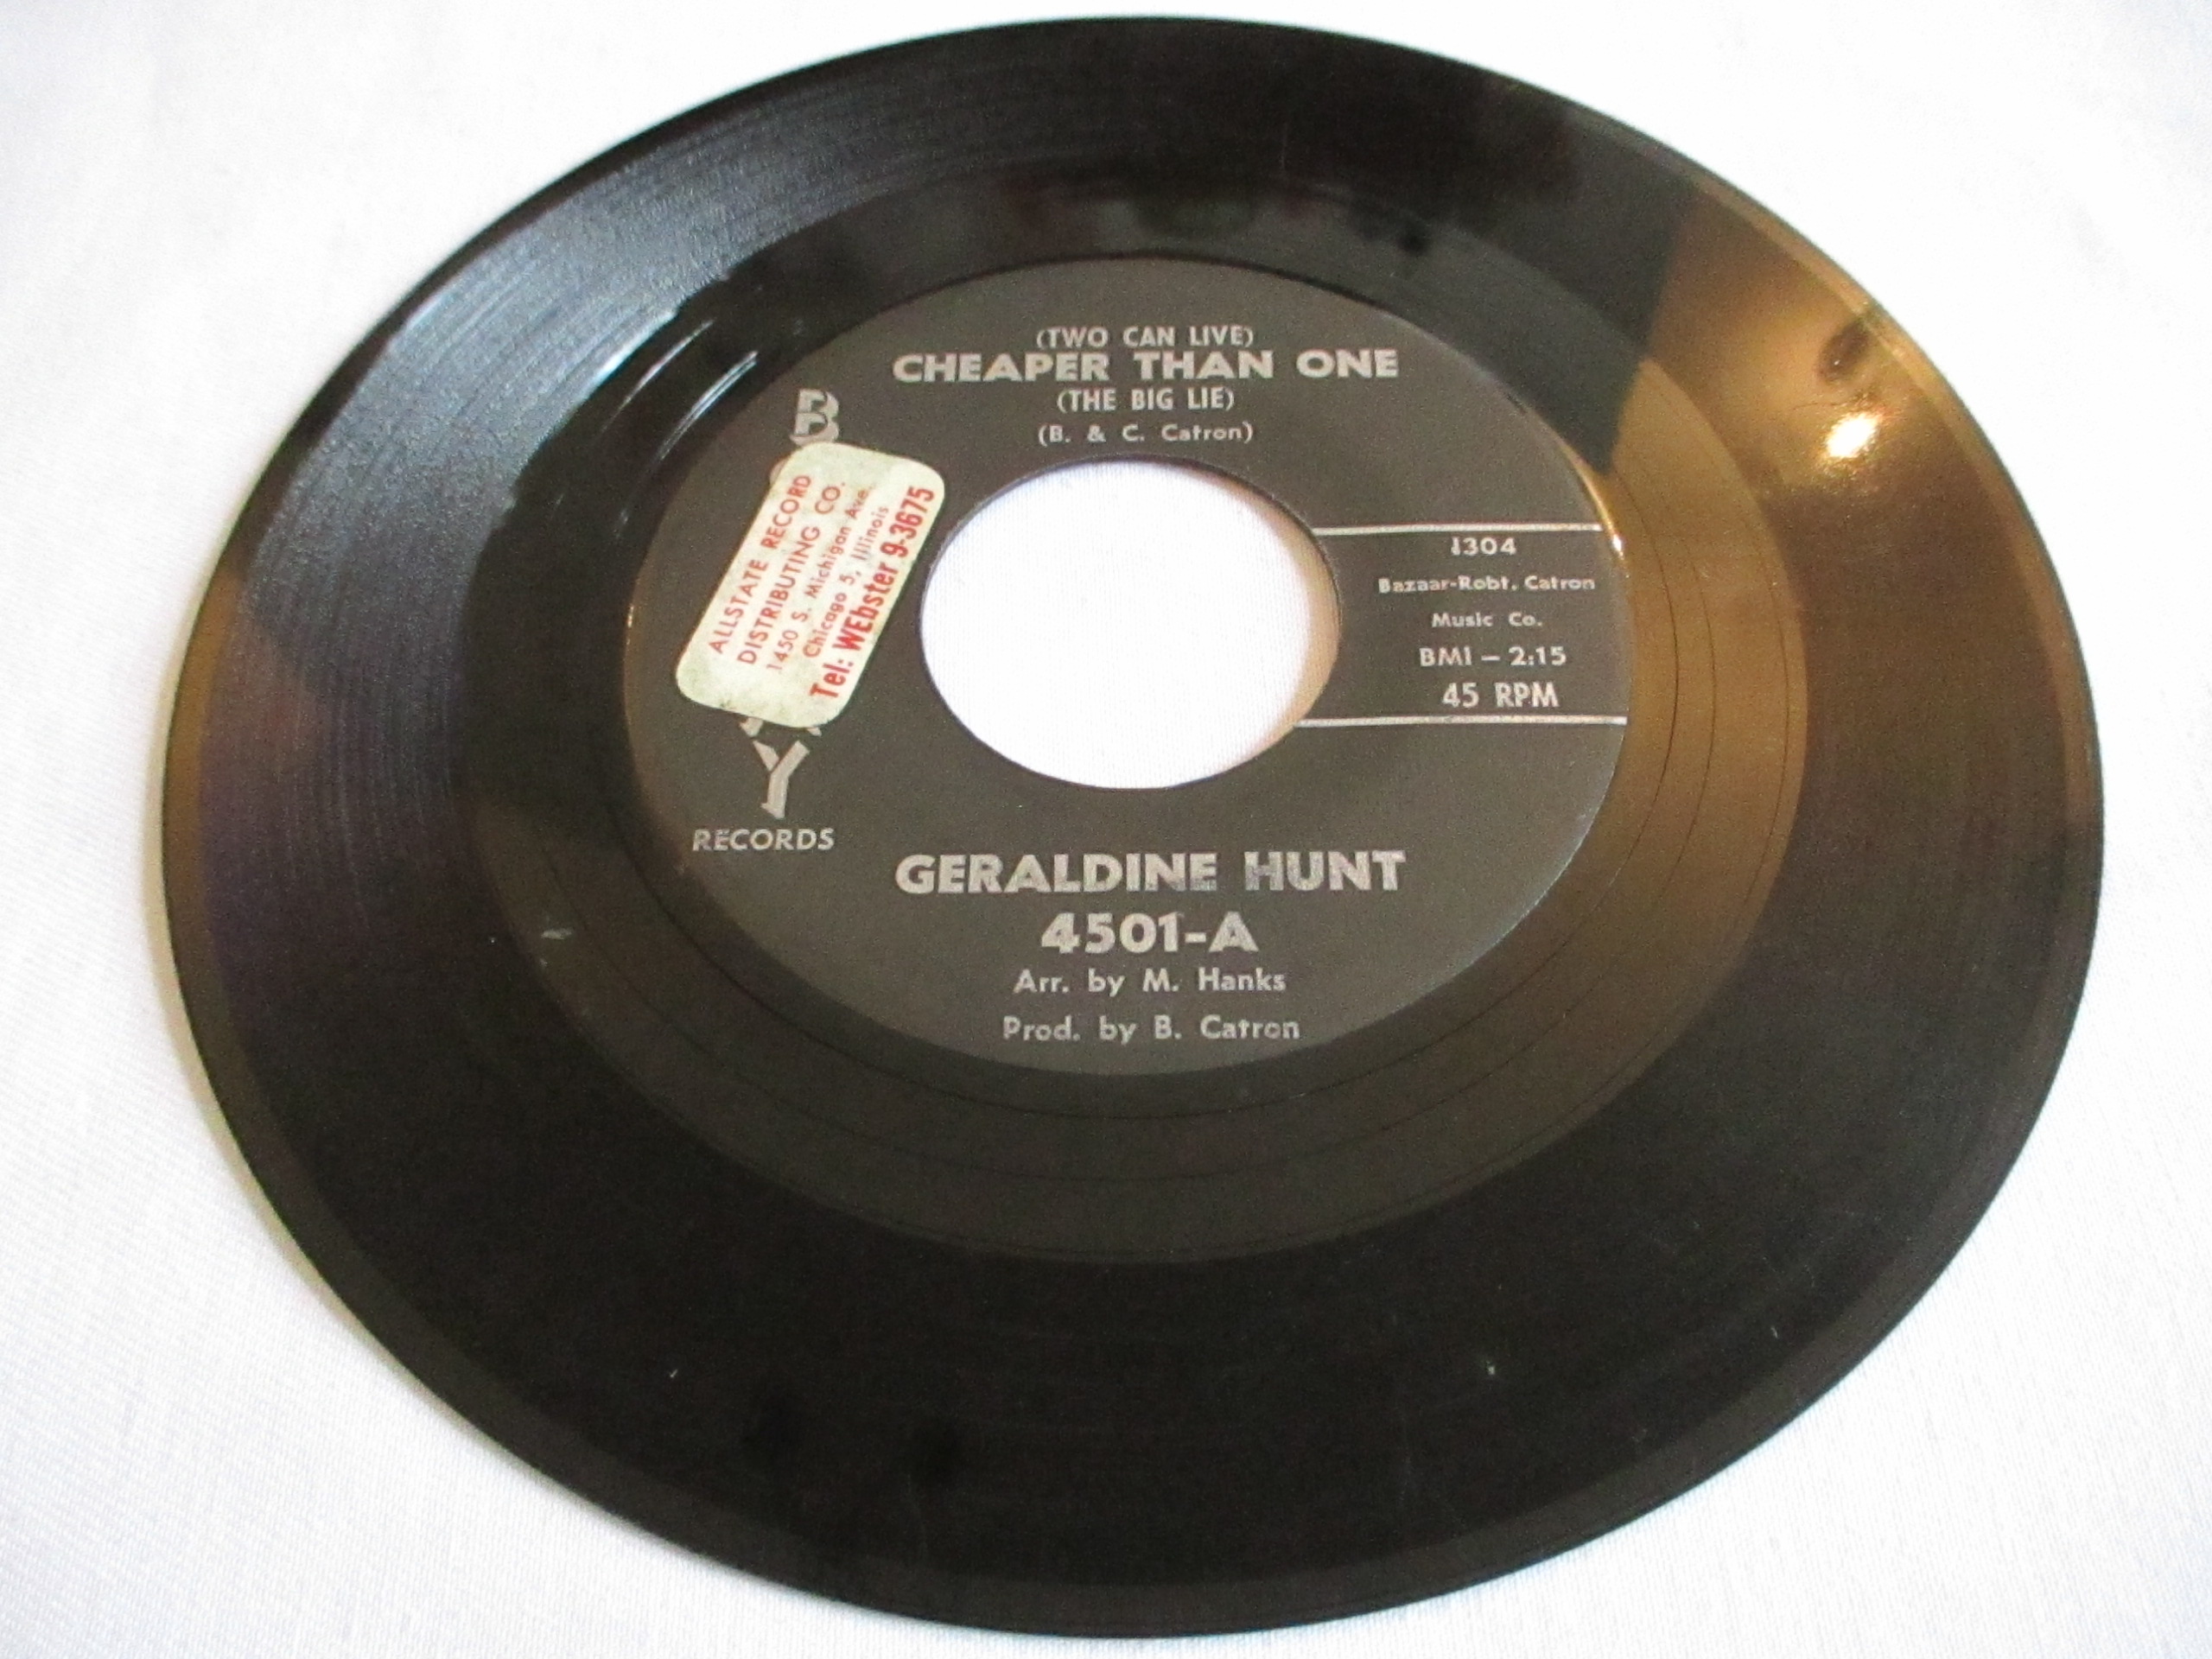 (TWO CAN LIVE)
CHEAPER THAN ONE
(THE BIG LIE)
(B. & C. Catron)
B
Y
RECORDS
ALLSTATE RECORD
DISTRIBUTING CO.
1450 S. Michigan Ave.
Chicago 5, Illinois
Tel: WEbster 9-3675
1304
Bazaar-Robt. Catron
Music Co.
BMI – 2:15
45 RPM
GERALDINE HUNT
4501-A
Arr. by M. Hanks
Prod. by B. Catron